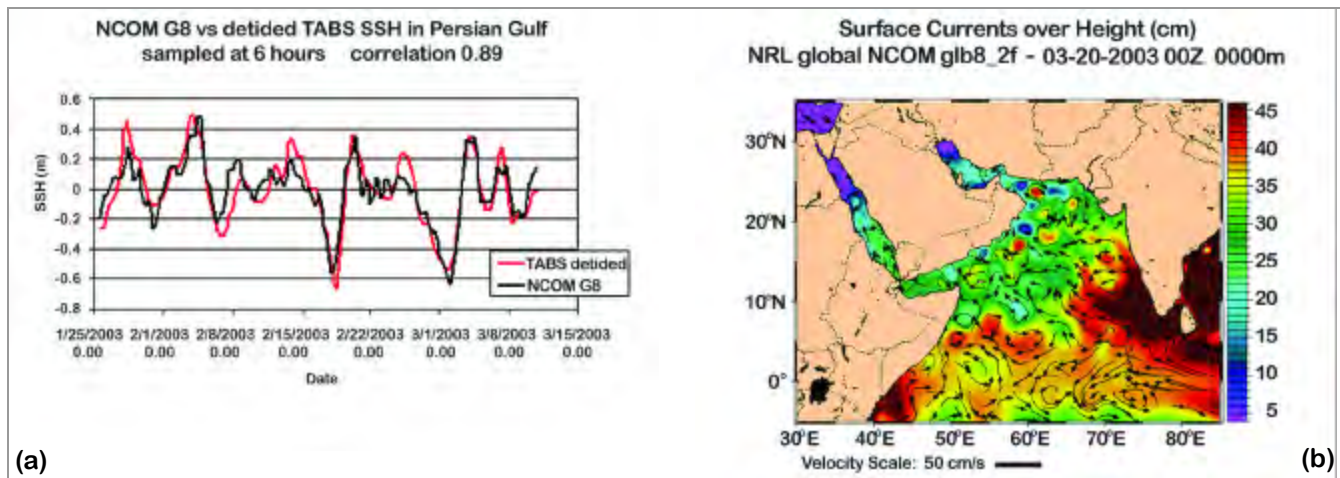 NCOM G8 vs detided TABS SSH in Persian Gulf
sampled at 6 hours correlation 0.89
0.6
0.4
0.2
0
-0.2
-0.4
-0.6
-0.8
SSH (m)
TABS detided
NCOM G8
1/25/2003 2/1/2003 2/8/2003 2/15/2003 2/22/2003 3/1/2003 3/8/2003 3/15/2003
0.00 0.00 0.00 0.00 0.00 0.00 0.00 0.00
Date
(a)
Surface Currents over Height (cm)
NRL global NCOM glb8_2f - 03-20-2003 00Z 0000m
30°N
20°N
10°N
0°
30°E 40°E 50°E 60°E 70°E 80°E
45
40
35
30
25
20
15
10
5
Velocity Scale: 50 cm/s
(b)